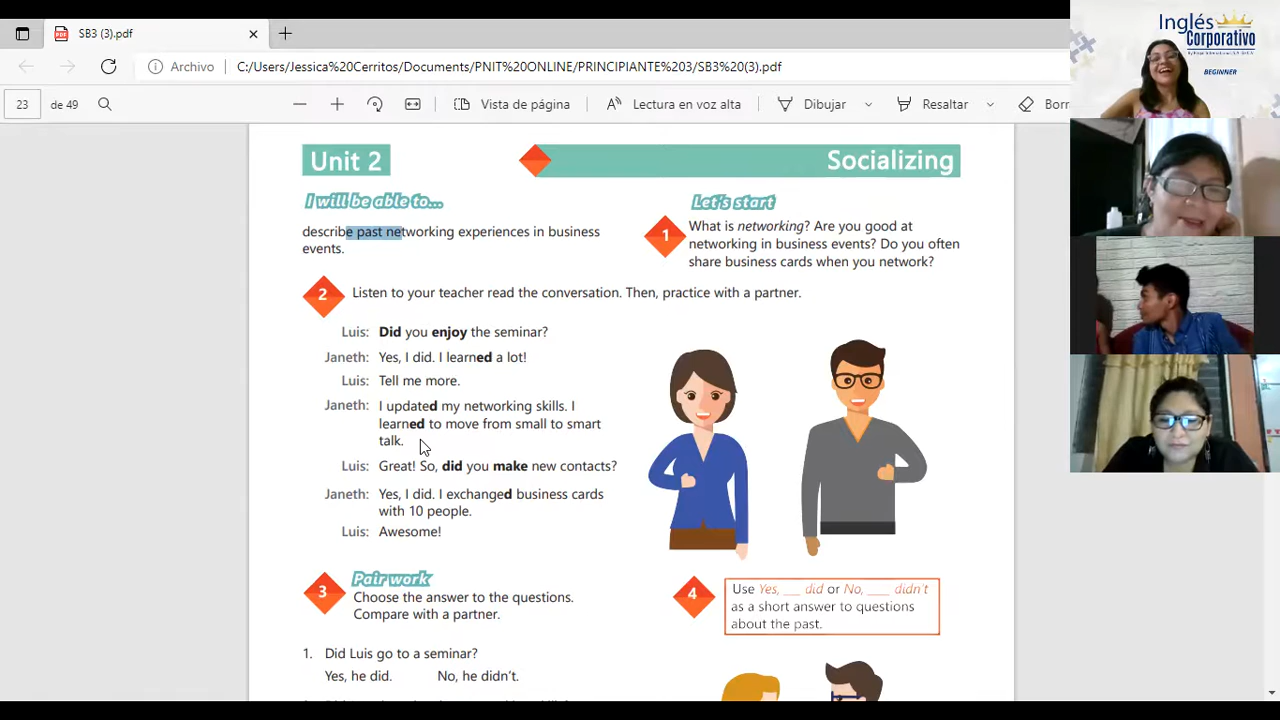 SB3 (3).pdf
Archivo
C:/Users/Jessica%20Cerritos/Documents/INIT%20ONLINE/PRINCIPIANTE%203/SB3%20(3).pdf
23 de 49
Vista de página
Lectura en voz alta
Dibujar
Resaltar
Borr
Inglés
Corporativo
BEGINNER
Unit 2
Socializing
I will be able to...
describe past networking experiences in business
events.
Let's start
1
What is networking? Are you good at
networking in business events? Do you often
share business cards when you network?
2
Listen to your teacher read the conversation. Then, practice with a partner.
Luis: Did you enjoy the seminar?
Janeth: Yes, I did. I learned a lot!
Luis: Tell me more.
Janeth: I updated my networking skills. I
learned to move from small to smart
talk.
Luis: Great! So, did you make new contacts?
Janeth: Yes, I did. I exchanged business cards
with 10 people.
Luis: Awesome!
3
Pair work
Choose the answer to the questions.
Compare with a partner.
1. Did Luis go to a seminar?
Yes, he did. No, he didn't.
4
Use Yes, ___ did or No, ____ didn't
as a short answer to questions
about the past.